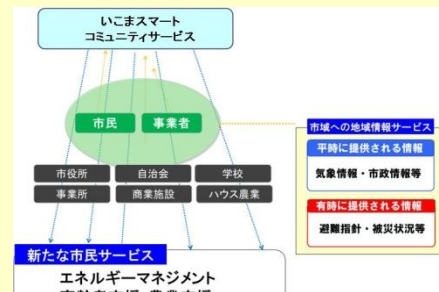 いこまスマート
コミュニティサービス
市民
事業者
市役所
自治会
学校
事業所
商業施設
ハウス農業
市域への地域情報サービス
平時に提供される情報
気象情報・市政情報等
有時に提供される情報
避難指針・被災状況等
新たな市民サービス
エネルギーマネジメント